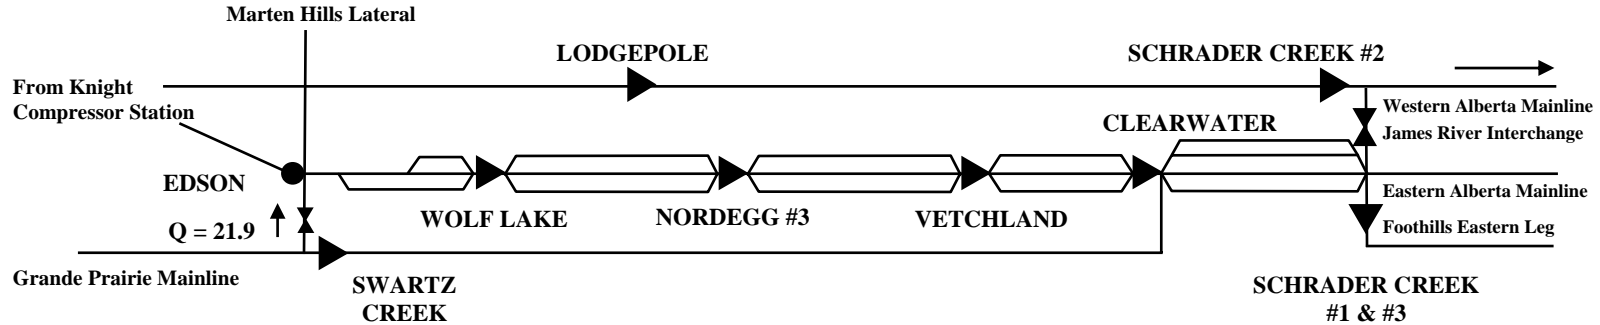 Marten Hills Lateral
LODGEPOLE
SCHRADER CREEK #2
From Knight
Compressor Station
Western Alberta Mainline
CLEARWATER
James River Interchange
EDSON
Eastern Alberta Mainline
WOLF LAKE
NORDEGG #3
VETCHLAND
Q = 21.9
Foothills Eastern Leg
Grande Prairie Mainline
SWARTZ
CREEK
SCHRADER CREEK
#1 & #3